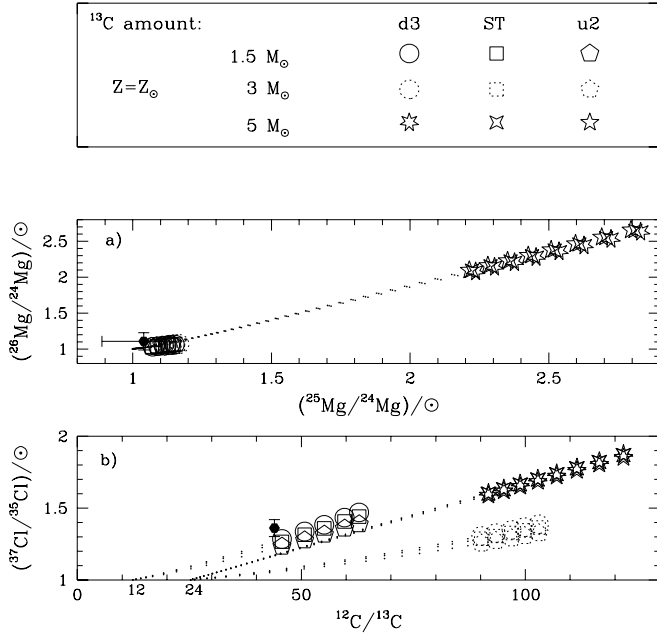 ¹³C amount: d3 ST u2
1.5 M☉
Z=Z☉ 3 M☉
5 M☉
a)
(²⁶Mg/²⁴Mg)/☉
2.5
2
1.5
1
1 1.5 2 2.5
(²⁵Mg/²⁴Mg)/☉
b)
(³⁷Cl/³⁵Cl)/☉
2
1.5
1
12 24
0 50 100
¹²C/¹³C